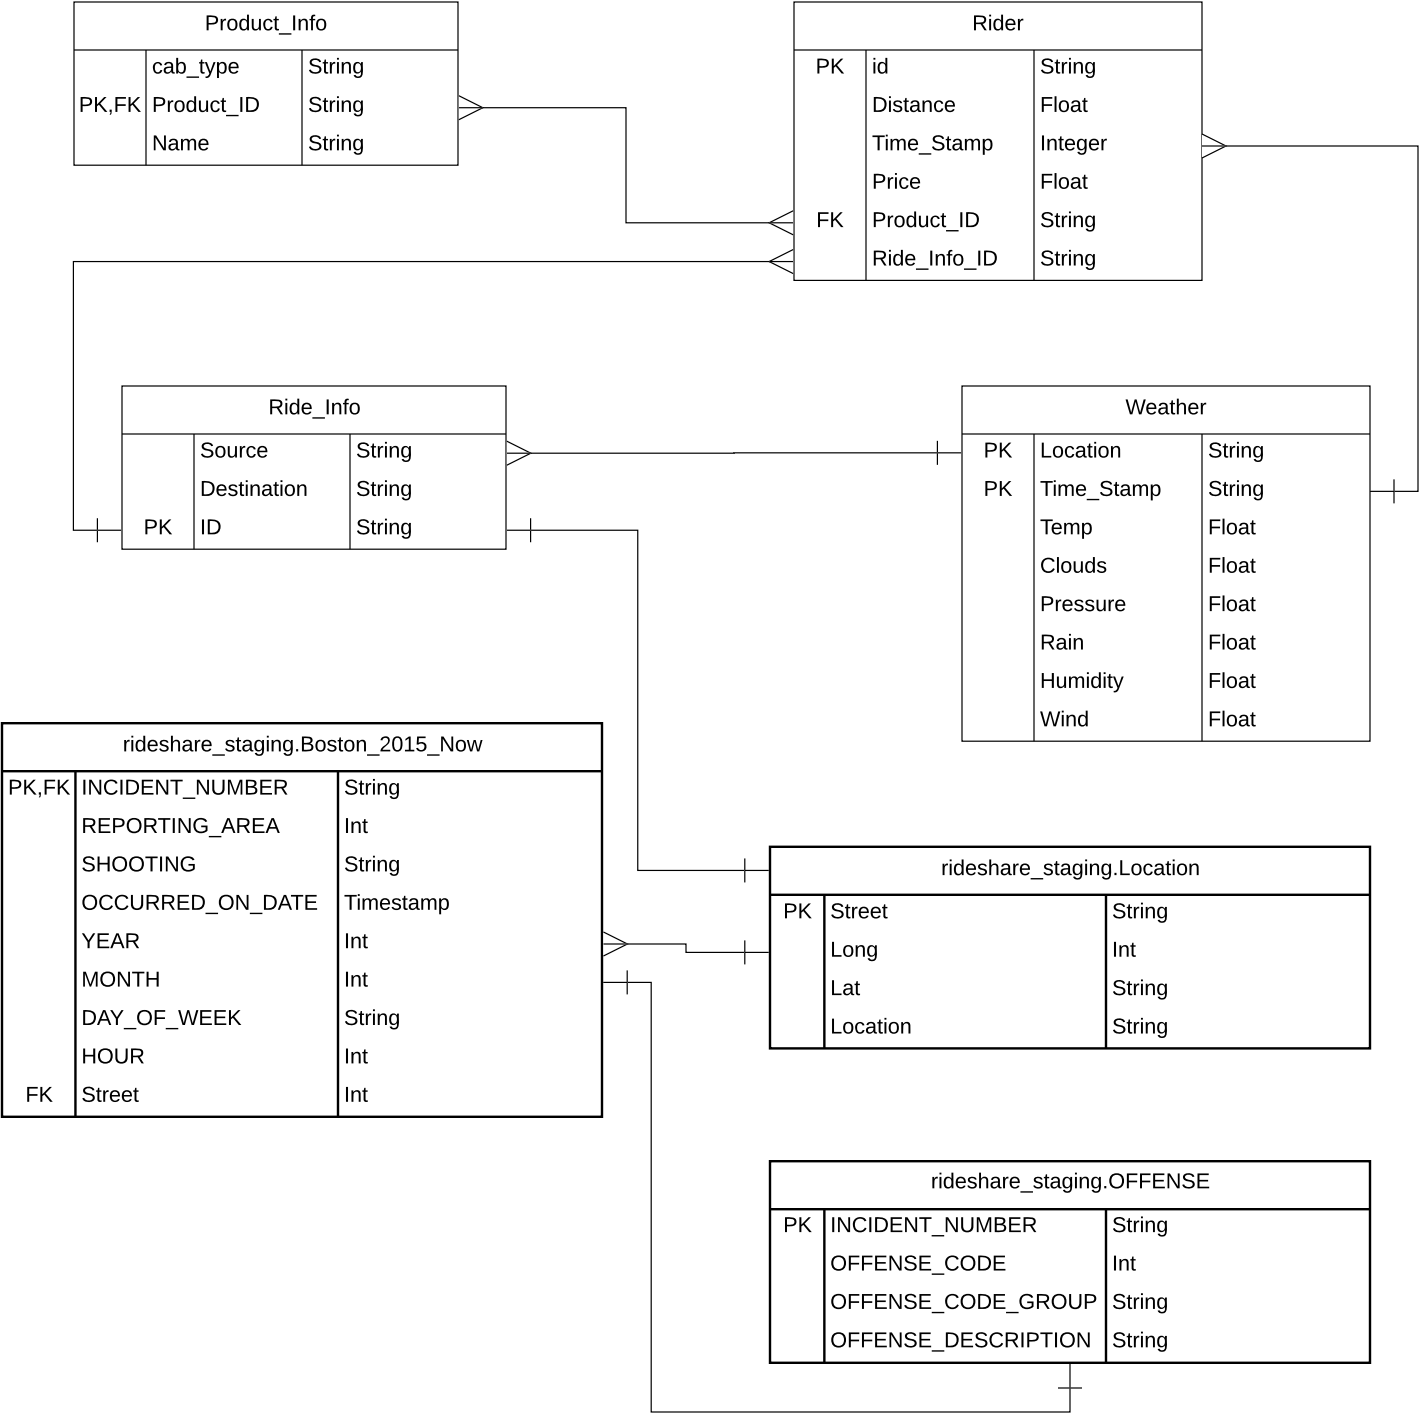 Product_Info
cab_type String
PK,FK Product_ID String
Name String
Rider
PK id String
Distance Float
Time_Stamp Integer
Price Float
FK Product_ID String
Ride_Info_ID String
Ride_Info
Source String
Destination String
PK ID String
Weather
PK Location String
PK Time_Stamp String
Temp Float
Clouds Float
Pressure Float
Rain Float
Humidity Float
Wind Float
rideshare_staging.Boston_2015_Now
PK,FK INCIDENT_NUMBER String
REPORTING_AREA Int
SHOOTING String
OCCURRED_ON_DATE Timestamp
YEAR Int
MONTH Int
DAY_OF_WEEK String
HOUR Int
FK Street Int
rideshare_staging.Location
PK Street String
Long Int
Lat String
Location String
rideshare_staging.OFFENSE
PK INCIDENT_NUMBER String
OFFENSE_CODE Int
OFFENSE_CODE_GROUP String
OFFENSE_DESCRIPTION String